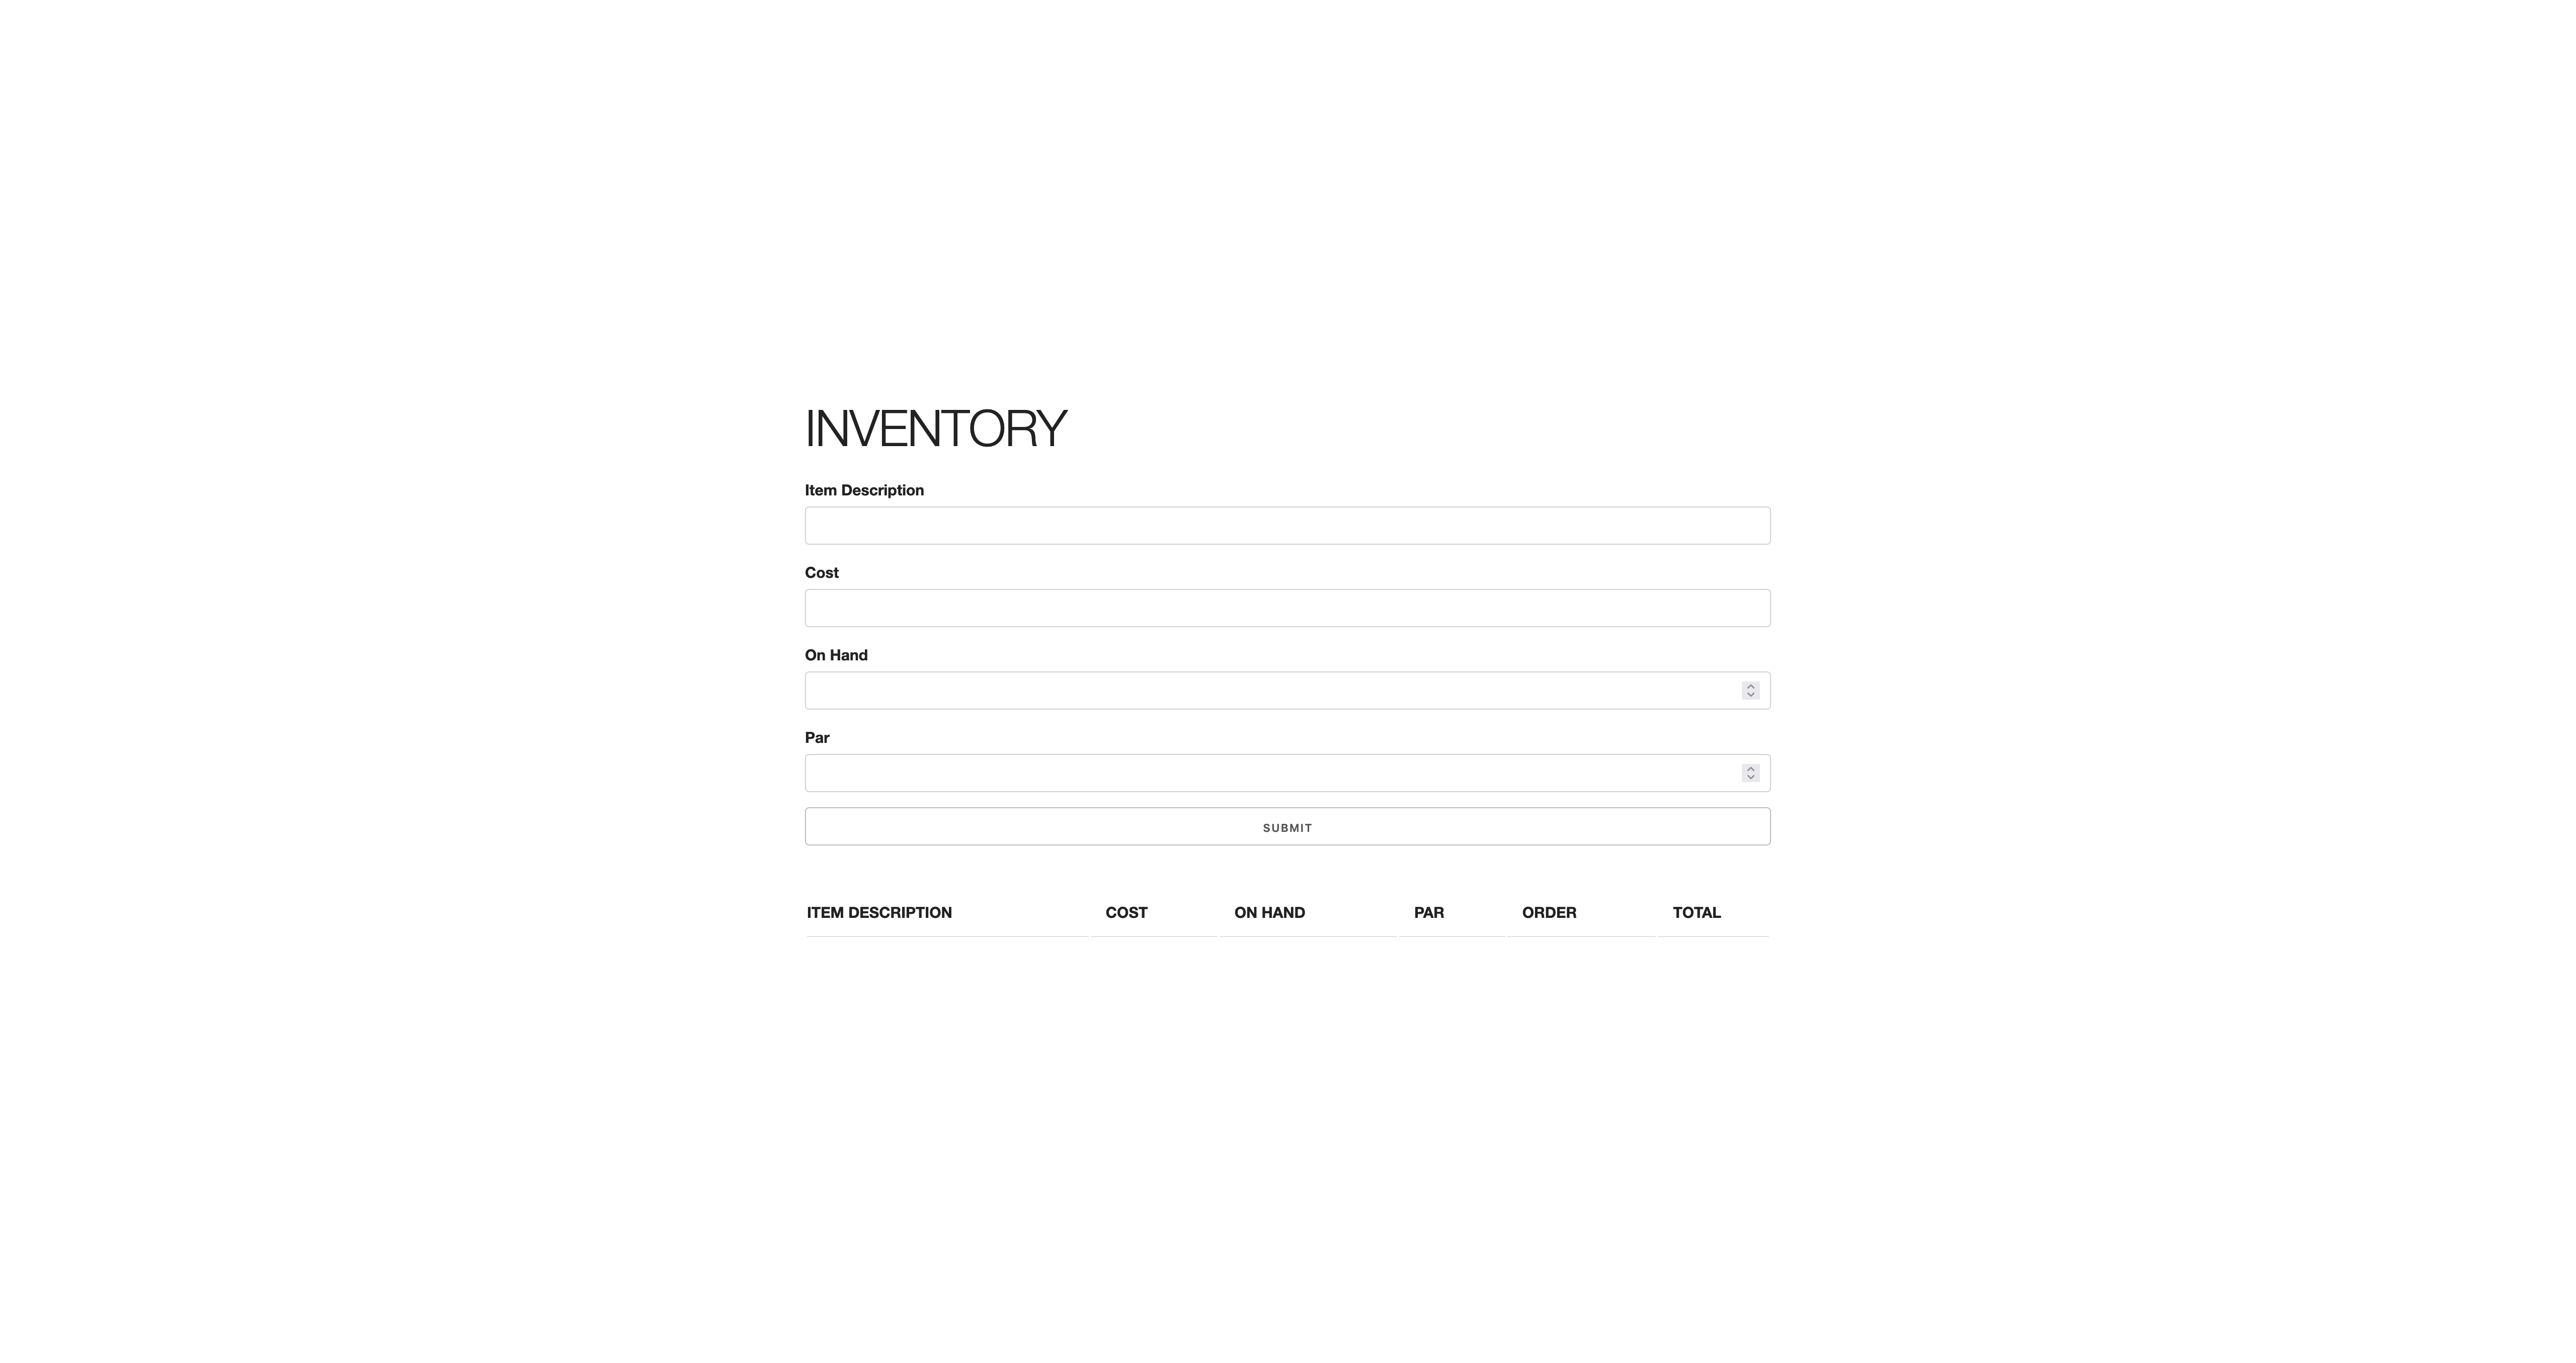 INVENTORY
Item Description
Cost
On Hand
Par
SUBMIT
ITEM DESCRIPTION COST ON HAND PAR ORDER TOTAL